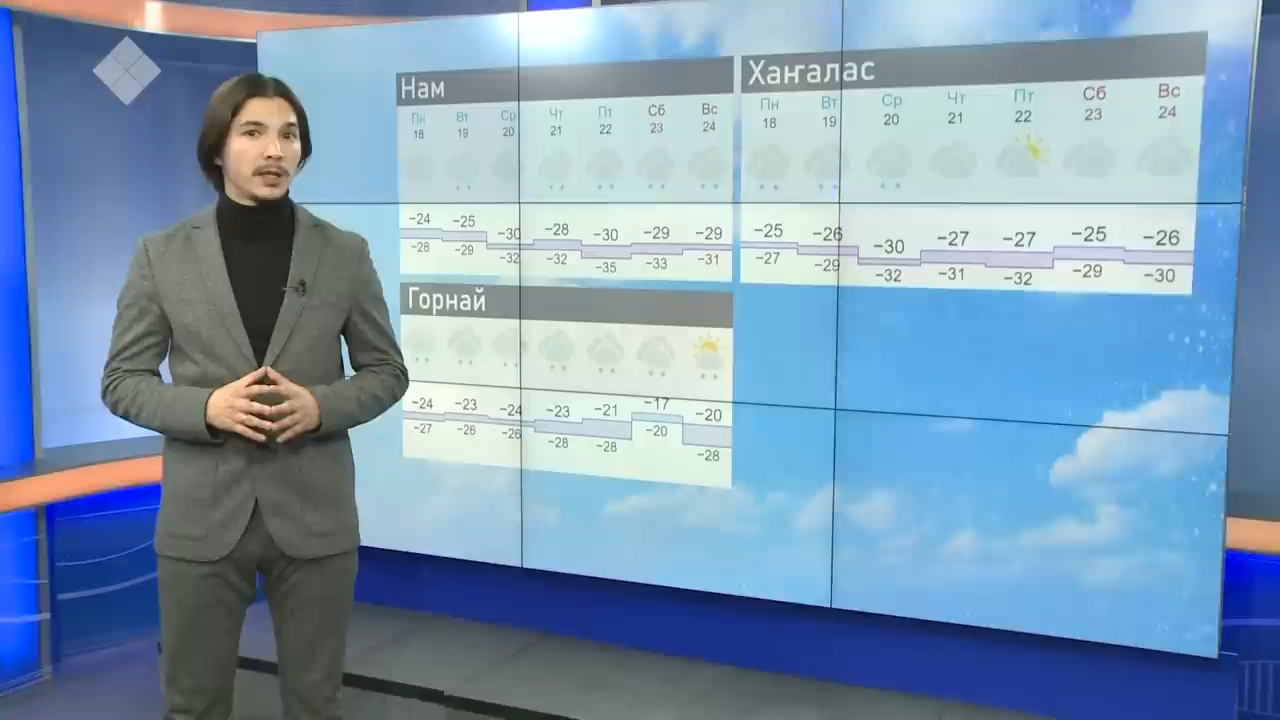 Нам
Пн Вт Ср Чт Пт Сб Вс
18 19 20 21 22 23 24
−24 −25 −30 −28 −30 −29 −29
−28 −29 −32 −32 −35 −33 −31
Горнай
−24 −23 −24 −23 −21 −17 −20
−27 −26 −26 −28 −28 −20 −28
Хаҥалас
Пн Вт Ср Чт Пт Сб Вс
18 19 20 21 22 23 24
−25 −26 −30 −27 −27 −25 −26
−27 −29 −32 −31 −32 −29 −30